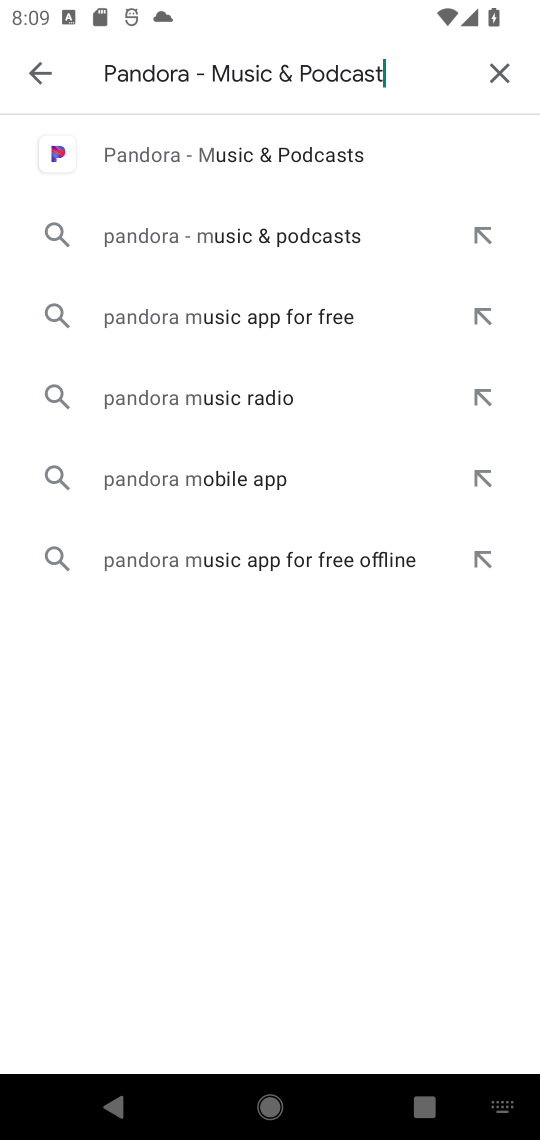 8:09
Pandora - Music & Podcast
Pandora - Music & Podcasts
pandora - music & podcasts
pandora music app for free
pandora music radio
pandora mobile app
pandora music app for free offline